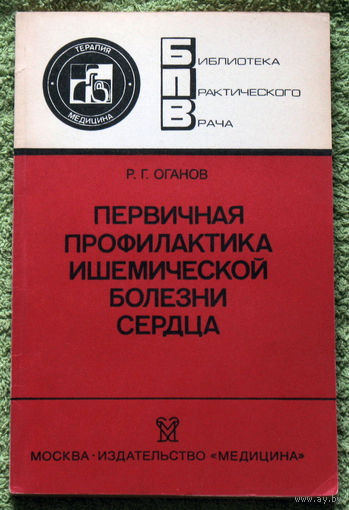 ТЕРАПИЯ
МЕДИЦИНА
БИБЛИОТЕКА
ПРАКТИЧЕСКОГО
ВРАЧА
Р. Г. ОГАНОВ
ПЕРВИЧНАЯ
ПРОФИЛАКТИКА
ИШЕМИЧЕСКОЙ
БОЛЕЗНИ
СЕРДЦА
МОСКВА · ИЗДАТЕЛЬСТВО «МЕДИЦИНА»
www.ay.by